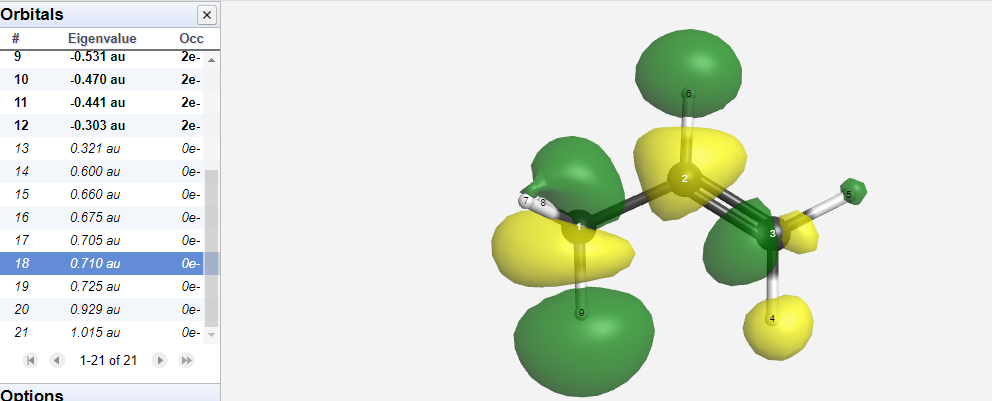 Orbitals ×
# Eigenvalue Occ
9 -0.531 au 2e-
10 -0.470 au 2e-
11 -0.441 au 2e-
12 -0.303 au 2e-
13 0.321 au 0e-
14 0.600 au 0e-
15 0.660 au 0e-
16 0.675 au 0e-
17 0.705 au 0e-
18 0.710 au 0e-
19 0.725 au 0e-
20 0.929 au 0e-
21 1.015 au 0e-
1-21 of 21
Options
6
2
5
7 8
1
3
9
4